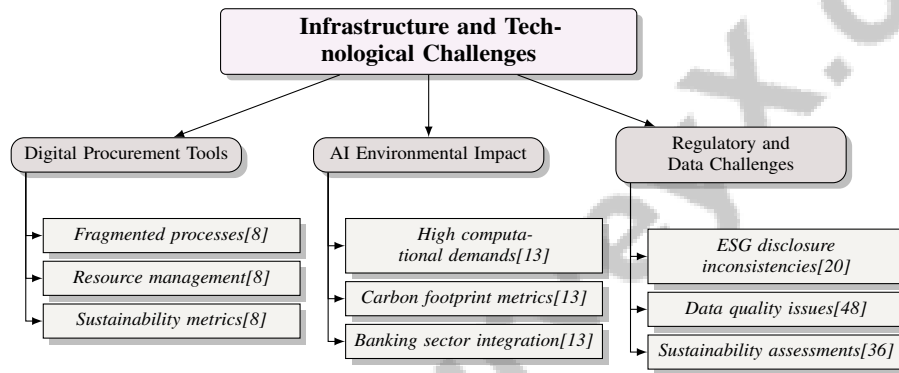 Infrastructure and Tech-
nological Challenges
Digital Procurement Tools
Fragmented processes[8]
Resource management[8]
Sustainability metrics[8]
AI Environmental Impact
High computa-
tional demands[13]
Carbon footprint metrics[13]
Banking sector integration[13]
Regulatory and
Data Challenges
ESG disclosure
inconsistencies[20]
Data quality issues[48]
Sustainability assessments[36]